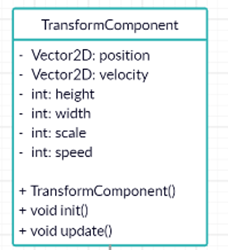 TransformComponent
- Vector2D: position
- Vector2D: velocity
- int: height
- int: width
- int: scale
- int: speed
+ TransformComponent()
+ void init()
+ void update()